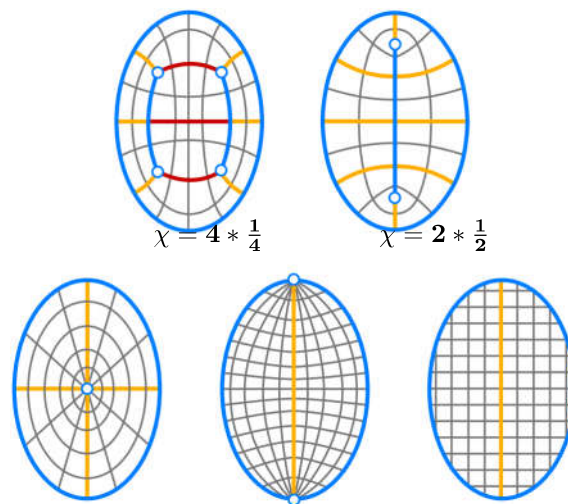 χ = 4 * 1/4
χ = 2 * 1/2